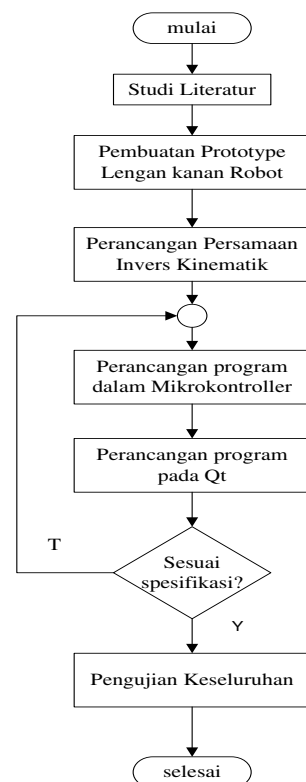 mulai
Studi Literatur
Pembuatan Prototype
Lengan kanan Robot
Perancangan Persamaan
Invers Kinematik
Perancangan program
dalam Mikrokontroller
Perancangan program
pada Qt
T
Sesuai
spesifikasi?
Y
Pengujian Keseluruhan
selesai